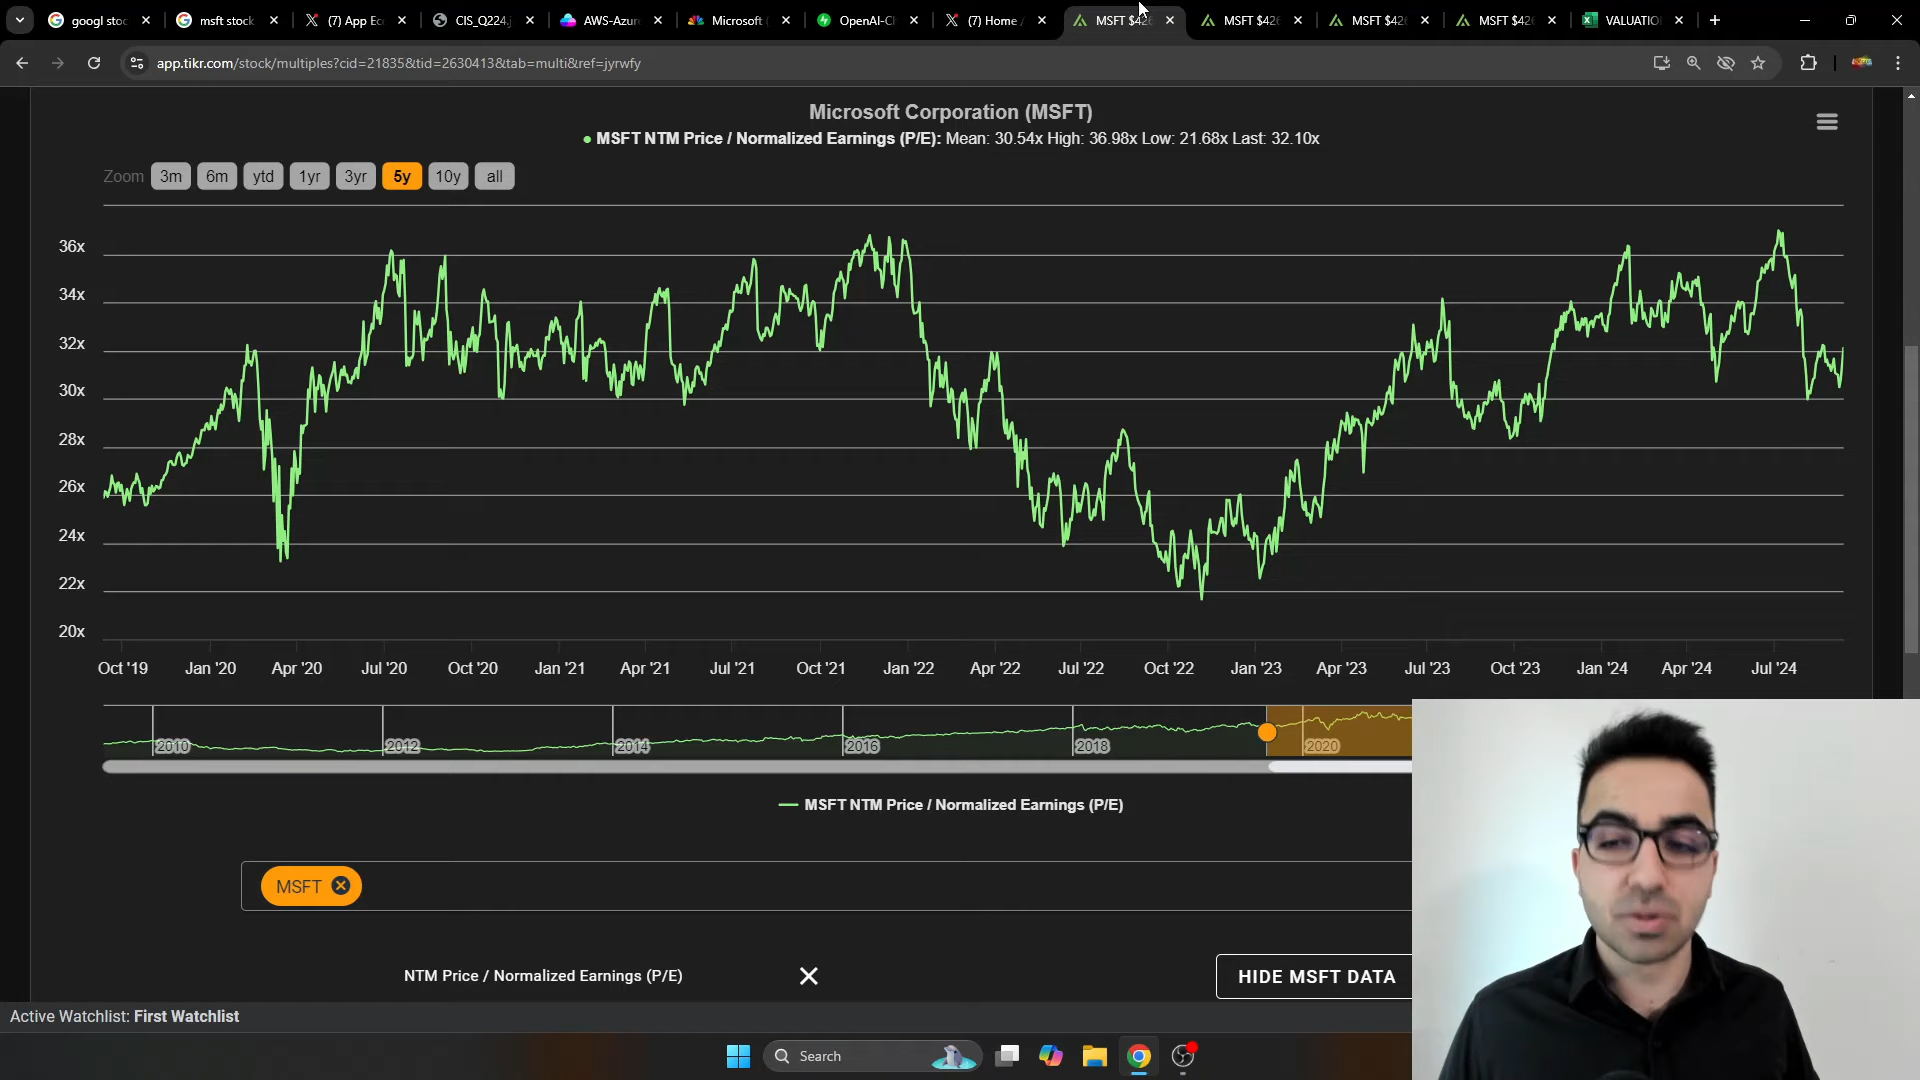 googl stoc
msft stock
(7) App Ec
CIS_Q224.
AWS-Azur
Microsoft
OpenAI-C
(7) Home /
MSFT $42
MSFT $42
MSFT $42
MSFT $42
VALUATIO
app.tikr.com/stock/multiples?cid=21835&tid=2630413&tab=multi&ref=jyrwfy
Microsoft Corporation (MSFT)
MSFT NTM Price / Normalized Earnings (P/E): Mean: 30.54x High: 36.98x Low: 21.68x Last: 32.10x
Zoom 3m 6m ytd 1yr 3yr 5y 10y all
36x
34x
32x
30x
28x
26x
24x
22x
20x
Oct '19 Jan '20 Apr '20 Jul '20 Oct '20 Jan '21 Apr '21 Jul '21 Oct '21 Jan '22 Apr '22 Jul '22 Oct '22 Jan '23 Apr '23 Jul '23 Oct '23 Jan '24 Apr '24 Jul '24
2010 2012 2014 2016 2018 2020
MSFT NTM Price / Normalized Earnings (P/E)
MSFT
NTM Price / Normalized Earnings (P/E)
HIDE MSFT DATA
Active Watchlist: First Watchlist
Search